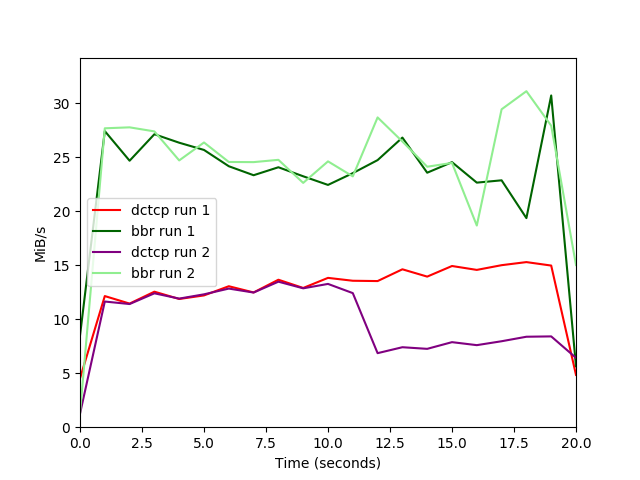 30
25
20
15
10
5
0
MiB/s
dctcp run 1
bbr run 1
dctcp run 2
bbr run 2
0.0 2.5 5.0 7.5 10.0 12.5 15.0 17.5 20.0
Time (seconds)